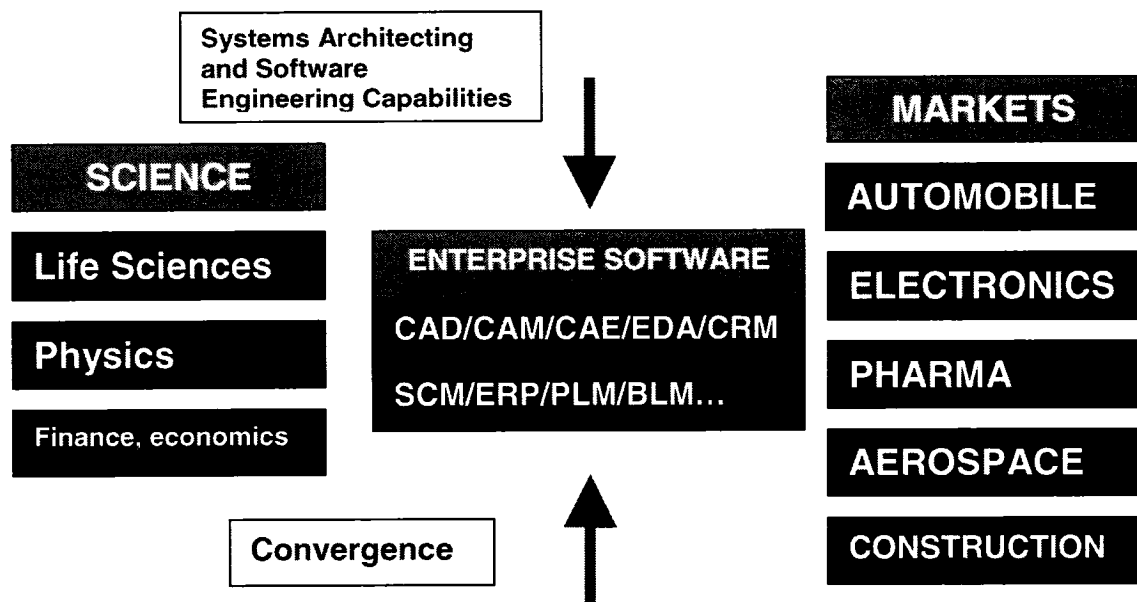 Systems Architecting
and Software
Engineering Capabilities
SCIENCE
Life Sciences
Physics
Finance, economics
ENTERPRISE SOFTWARE
CAD/CAM/CAE/EDA/CRM
SCM/ERP/PLM/BLM...
Convergence
MARKETS
AUTOMOBILE
ELECTRONICS
PHARMA
AEROSPACE
CONSTRUCTION